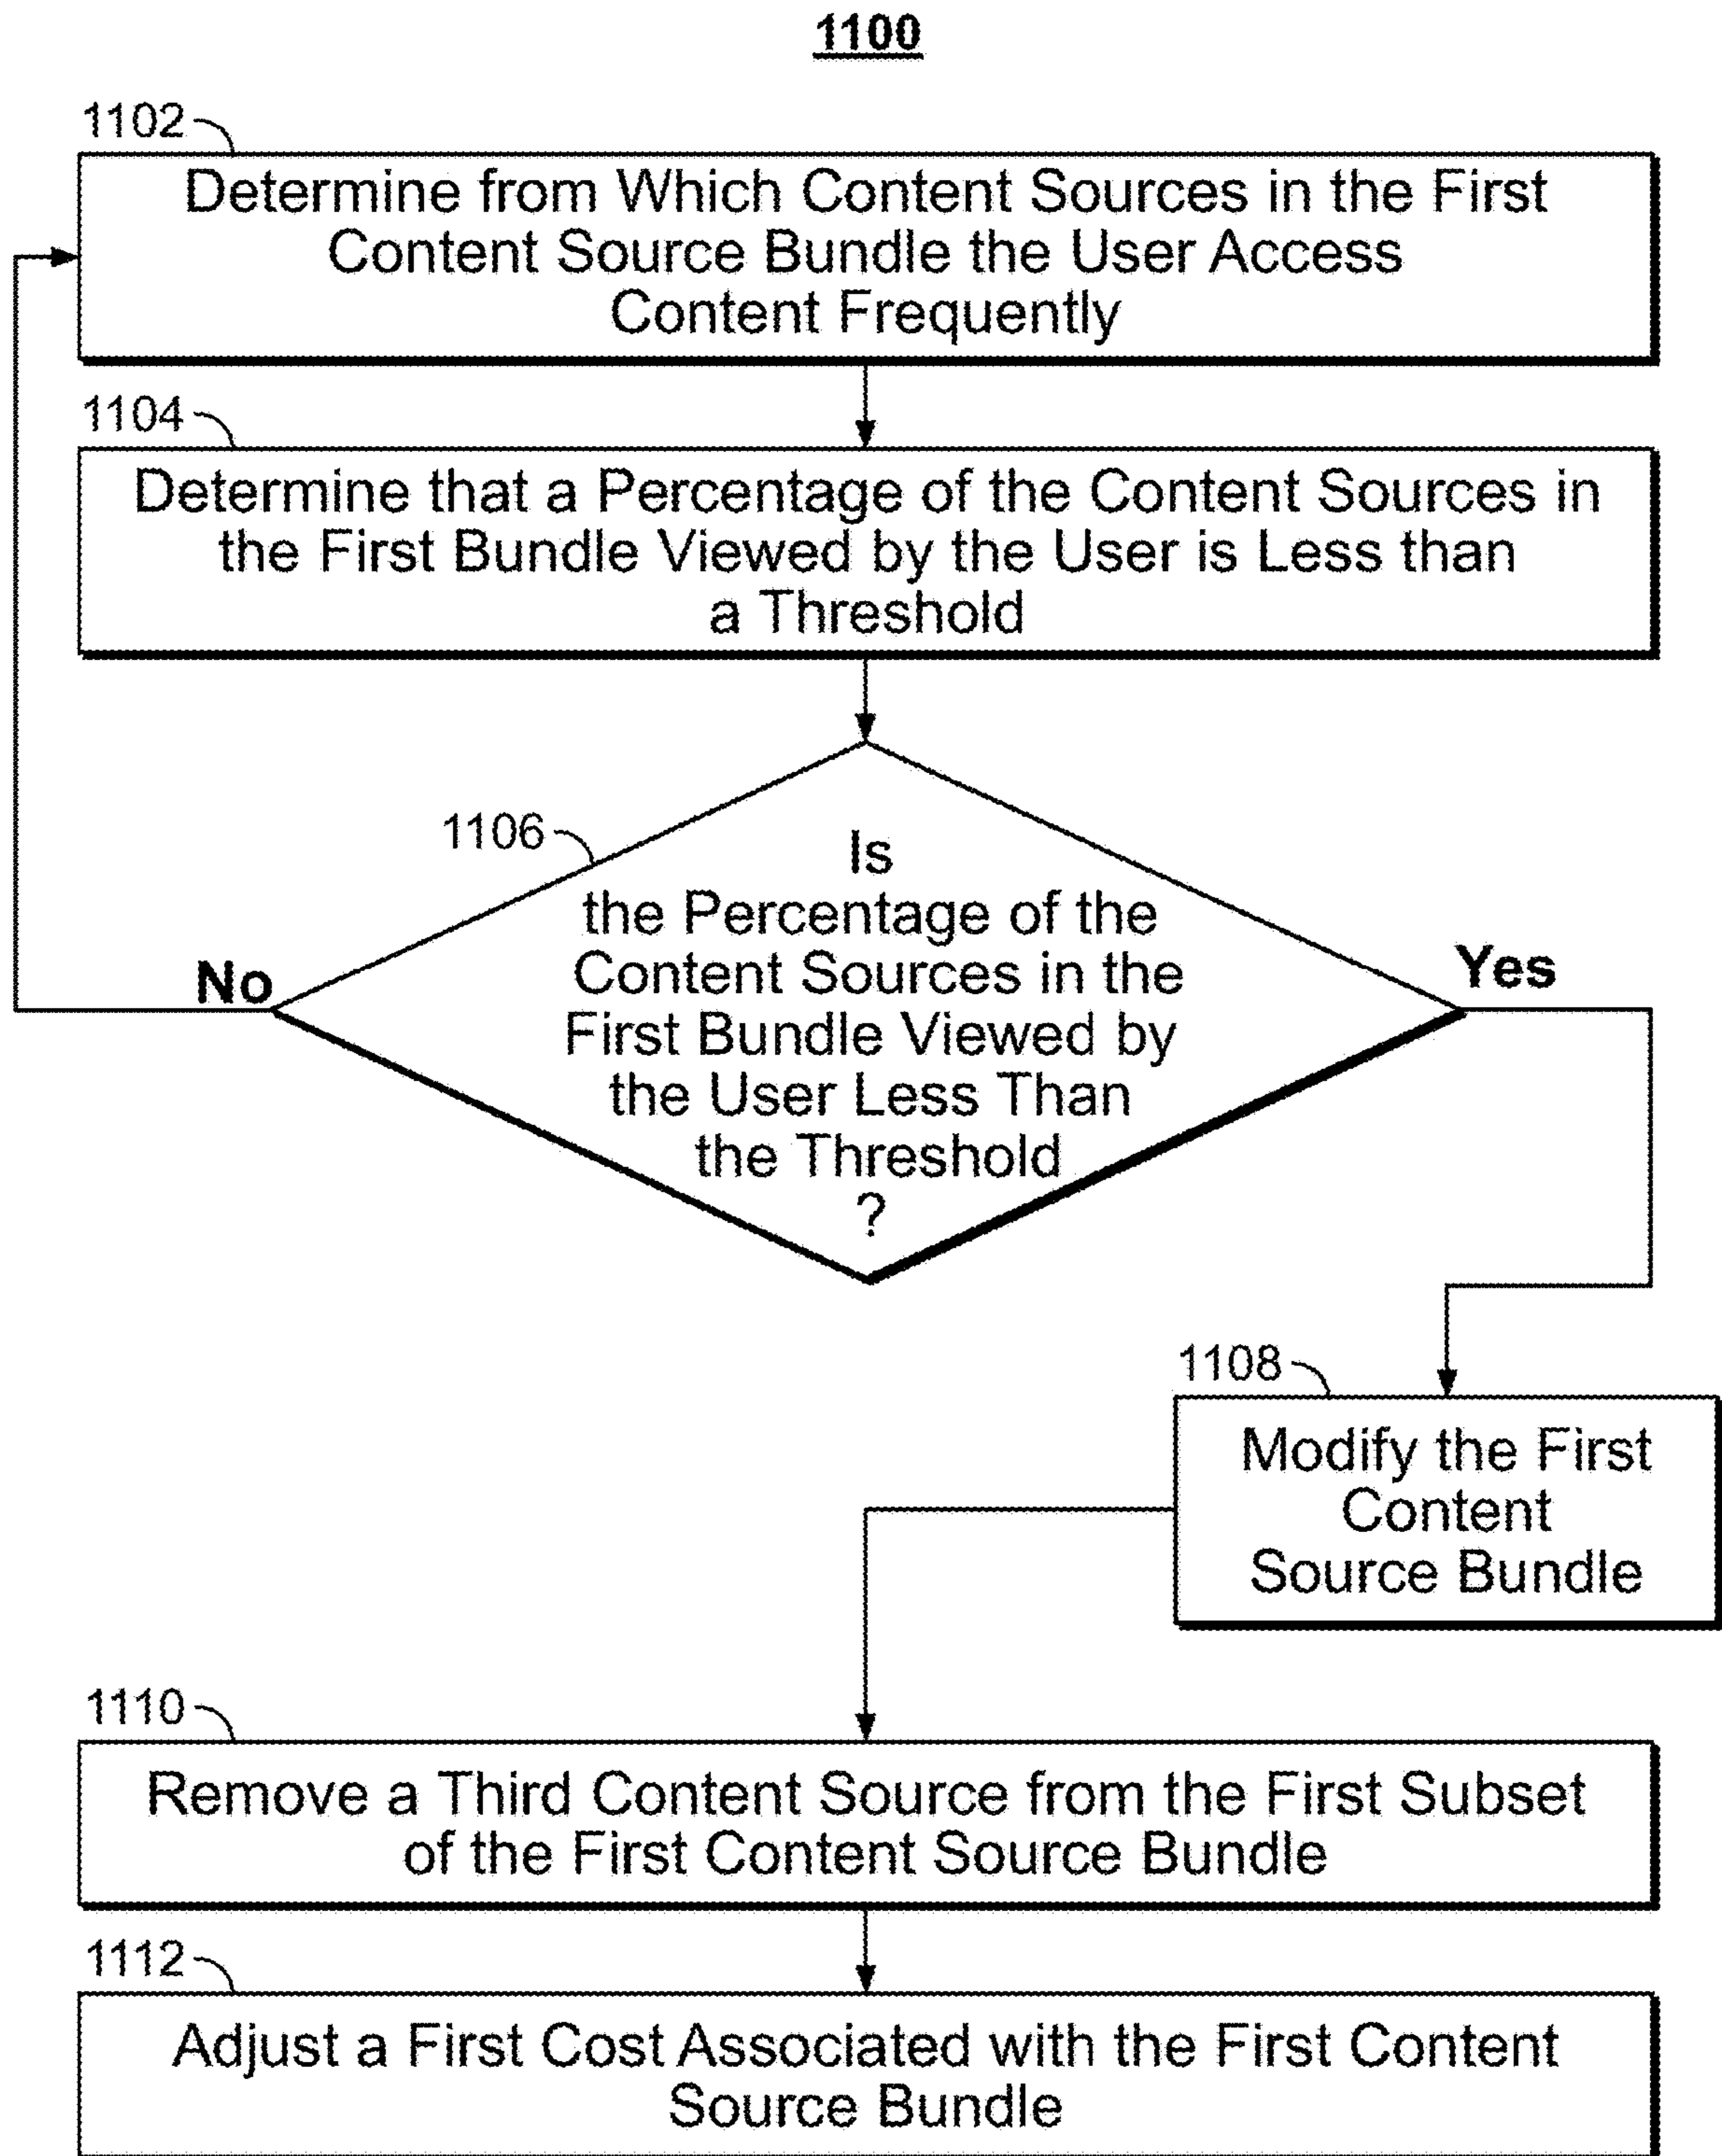 1100
1102
Determine from Which Content Sources in the First
Content Source Bundle the User Access
Content Frequently
1104
Determine that a Percentage of the Content Sources in
the First Bundle Viewed by the User is Less than
a Threshold
1106
Is
the Percentage of the
Content Sources in the
First Bundle Viewed by
the User Less Than
the Threshold
?
No
Yes
1108
Modify the First
Content
Source Bundle
1110
Remove a Third Content Source from the First Subset
of the First Content Source Bundle
1112
Adjust a First Cost Associated with the First Content
Source Bundle